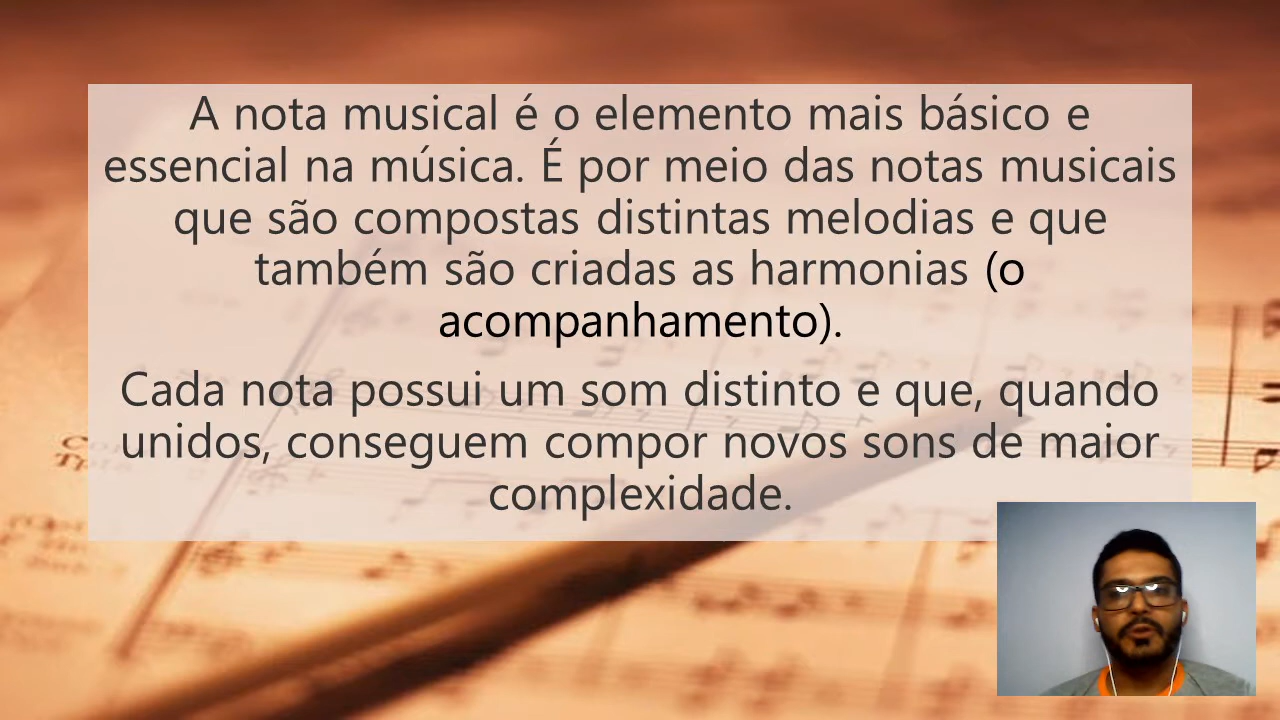 A nota musical é o elemento mais básico e
essencial na música. É por meio das notas musicais
que são compostas distintas melodias e que
também são criadas as harmonias (o
acompanhamento).
Cada nota possui um som distinto e que, quando
unidos, conseguem compor novos sons de maior
complexidade.